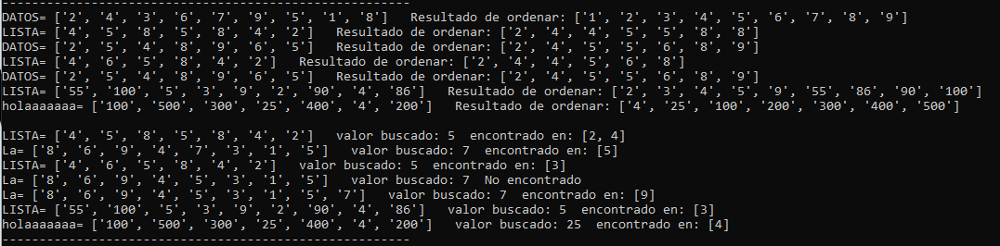 -------------------------------------------------------
DATOS= ['2', '4', '3', '6', '7', '9', '5', '1', '8']   Resultado de ordenar: ['1', '2', '3', '4', '5', '6', '7', '8', '9']
LISTA= ['4', '5', '8', '5', '8', '4', '2']   Resultado de ordenar: ['2', '4', '4', '5', '5', '8', '8']
DATOS= ['2', '5', '4', '8', '9', '6', '5']   Resultado de ordenar: ['2', '4', '5', '5', '6', '8', '9']
LISTA= ['4', '6', '5', '8', '4', '2']   Resultado de ordenar: ['2', '4', '4', '5', '6', '8']
DATOS= ['2', '5', '4', '8', '9', '6', '5']   Resultado de ordenar: ['2', '4', '5', '5', '6', '8', '9']
LISTA= ['55', '100', '5', '3', '9', '2', '90', '4', '86']   Resultado de ordenar: ['2', '3', '4', '5', '9', '55', '86', '90', '100']
holaaaaaaa= ['100', '500', '300', '25', '400', '4', '200']   Resultado de ordenar: ['4', '25', '100', '200', '300', '400', '500']
LISTA= ['4', '5', '8', '5', '8', '4', '2']   valor buscado: 5  encontrado en: [2, 4]
La= ['8', '6', '9', '4', '7', '3', '1', '5']   valor buscado: 7  encontrado en: [5]
LISTA= ['4', '6', '5', '8', '4', '2']   valor buscado: 5  encontrado en: [3]
La= ['8', '6', '9', '4', '5', '3', '1', '5']   valor buscado: 7  No encontrado
La= ['8', '6', '9', '4', '5', '3', '1', '5', '7']   valor buscado: 7  encontrado en: [9]
LISTA= ['55', '100', '5', '3', '9', '2', '90', '4', '86']   valor buscado: 5  encontrado en: [3]
holaaaaaaa= ['100', '500', '300', '25', '400', '4', '200']   valor buscado: 25  encontrado en: [4]
-------------------------------------------------------